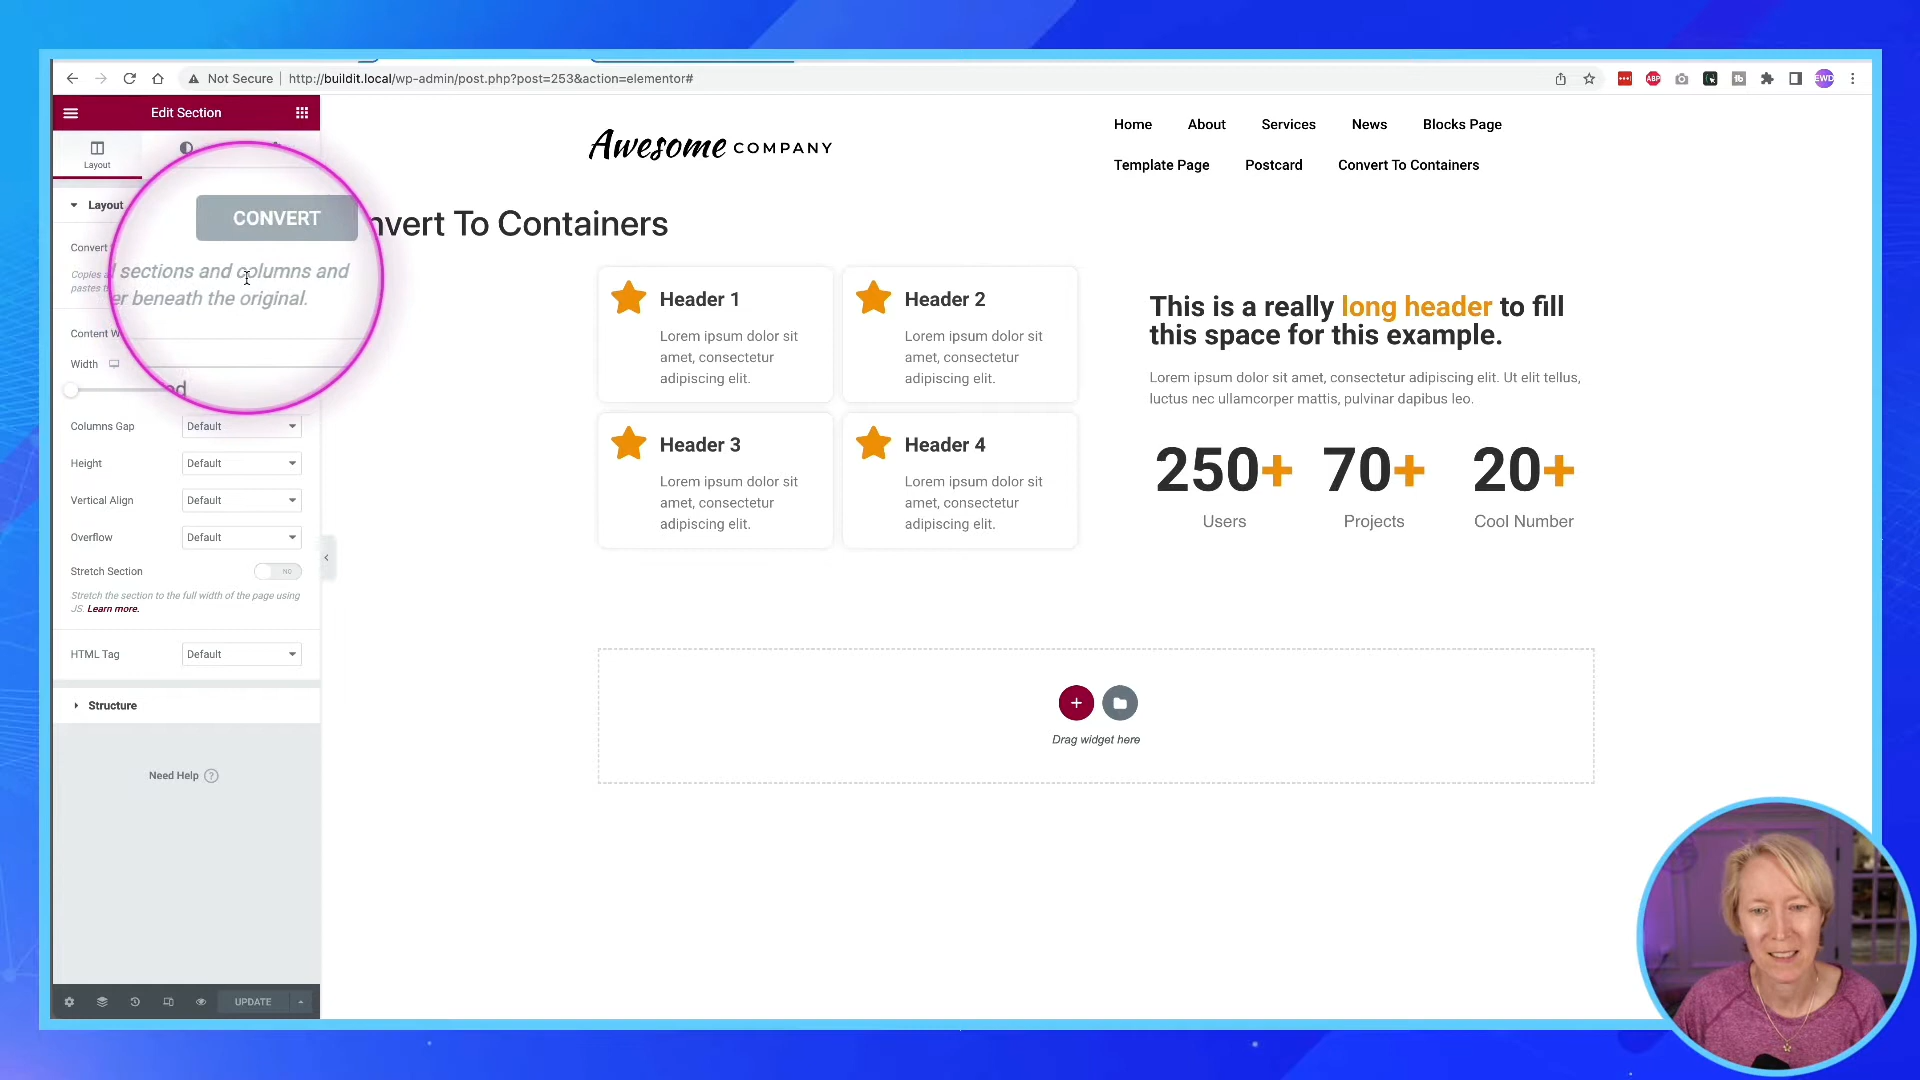 Not Secure
http://buildit.local/wp-admin/post.php?post=253&action=elementor#
ABP
EWD
Edit Section
Layout
Layout
Convert
Copies a
pastes t
CONVERT
l sections and columns and
er beneath the original.
Content W
Width
ed
Columns Gap Default
Height Default
Vertical Align Default
Overflow Default
Stretch Section NO
Stretch the section to the full width of the page using
JS. Learn more.
HTML Tag Default
Structure
Need Help ?
UPDATE
Awesome COMPANY
Home About Services News Blocks Page
Template Page Postcard Convert To Containers
nvert To Containers
Header 1
Lorem ipsum dolor sit
amet, consectetur
adipiscing elit.
Header 2
Lorem ipsum dolor sit
amet, consectetur
adipiscing elit.
Header 3
Lorem ipsum dolor sit
amet, consectetur
adipiscing elit.
Header 4
Lorem ipsum dolor sit
amet, consectetur
adipiscing elit.
This is a really long header to fill
this space for this example.
Lorem ipsum dolor sit amet, consectetur adipiscing elit. Ut elit tellus,
luctus nec ullamcorper mattis, pulvinar dapibus leo.
250+ 70+ 20+
Users Projects Cool Number
Drag widget here